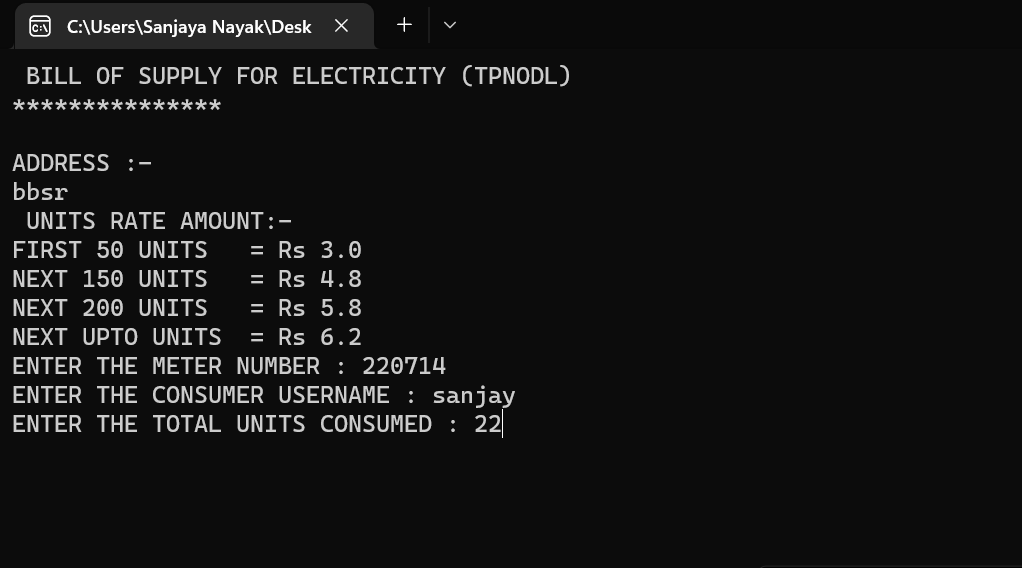 C:\Users\Sanjaya Nayak\Desk
BILL OF SUPPLY FOR ELECTRICITY (TPNODL)
***************
ADDRESS :-
bbsr
UNITS RATE AMOUNT:-
FIRST 50 UNITS   = Rs 3.0
NEXT 150 UNITS   = Rs 4.8
NEXT 200 UNITS   = Rs 5.8
NEXT UPTO UNITS  = Rs 6.2
ENTER THE METER NUMBER : 220714
ENTER THE CONSUMER USERNAME : sanjay
ENTER THE TOTAL UNITS CONSUMED : 22